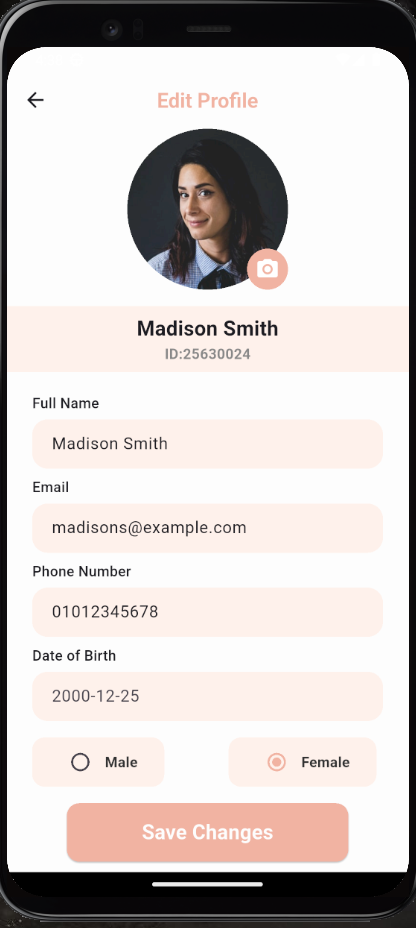 Edit Profile
Madison Smith
ID:25630024
Full Name
Madison Smith
Email
madisons@example.com
Phone Number
01012345678
Date of Birth
2000-12-25
Male
Female
Save Changes